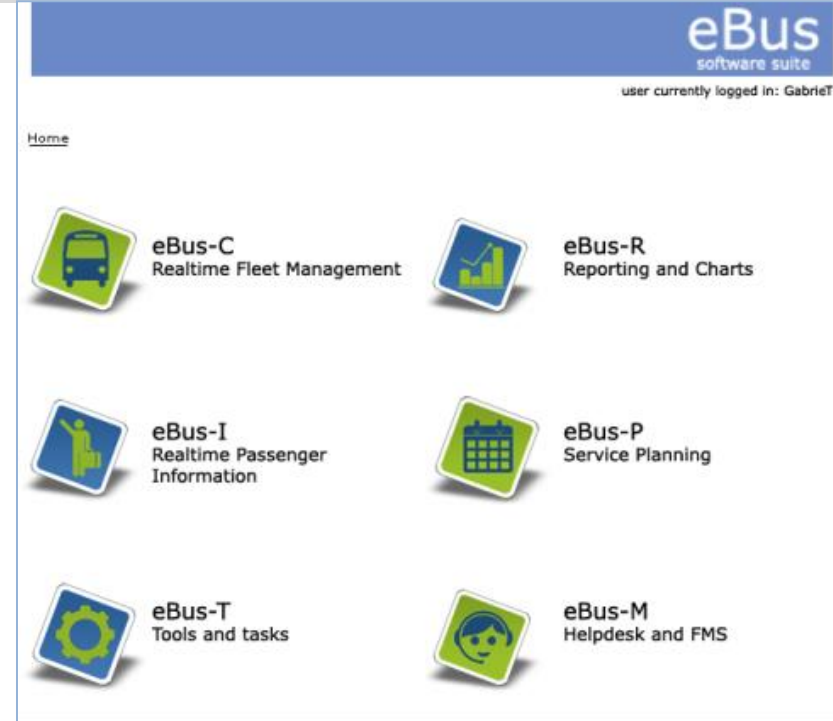 eBus
software suite
user currently logged in: GabrieT
Home
eBus-C
Realtime Fleet Management
eBus-R
Reporting and Charts
eBus-I
Realtime Passenger
Information
eBus-P
Service Planning
eBus-T
Tools and tasks
eBus-M
Helpdesk and FMS